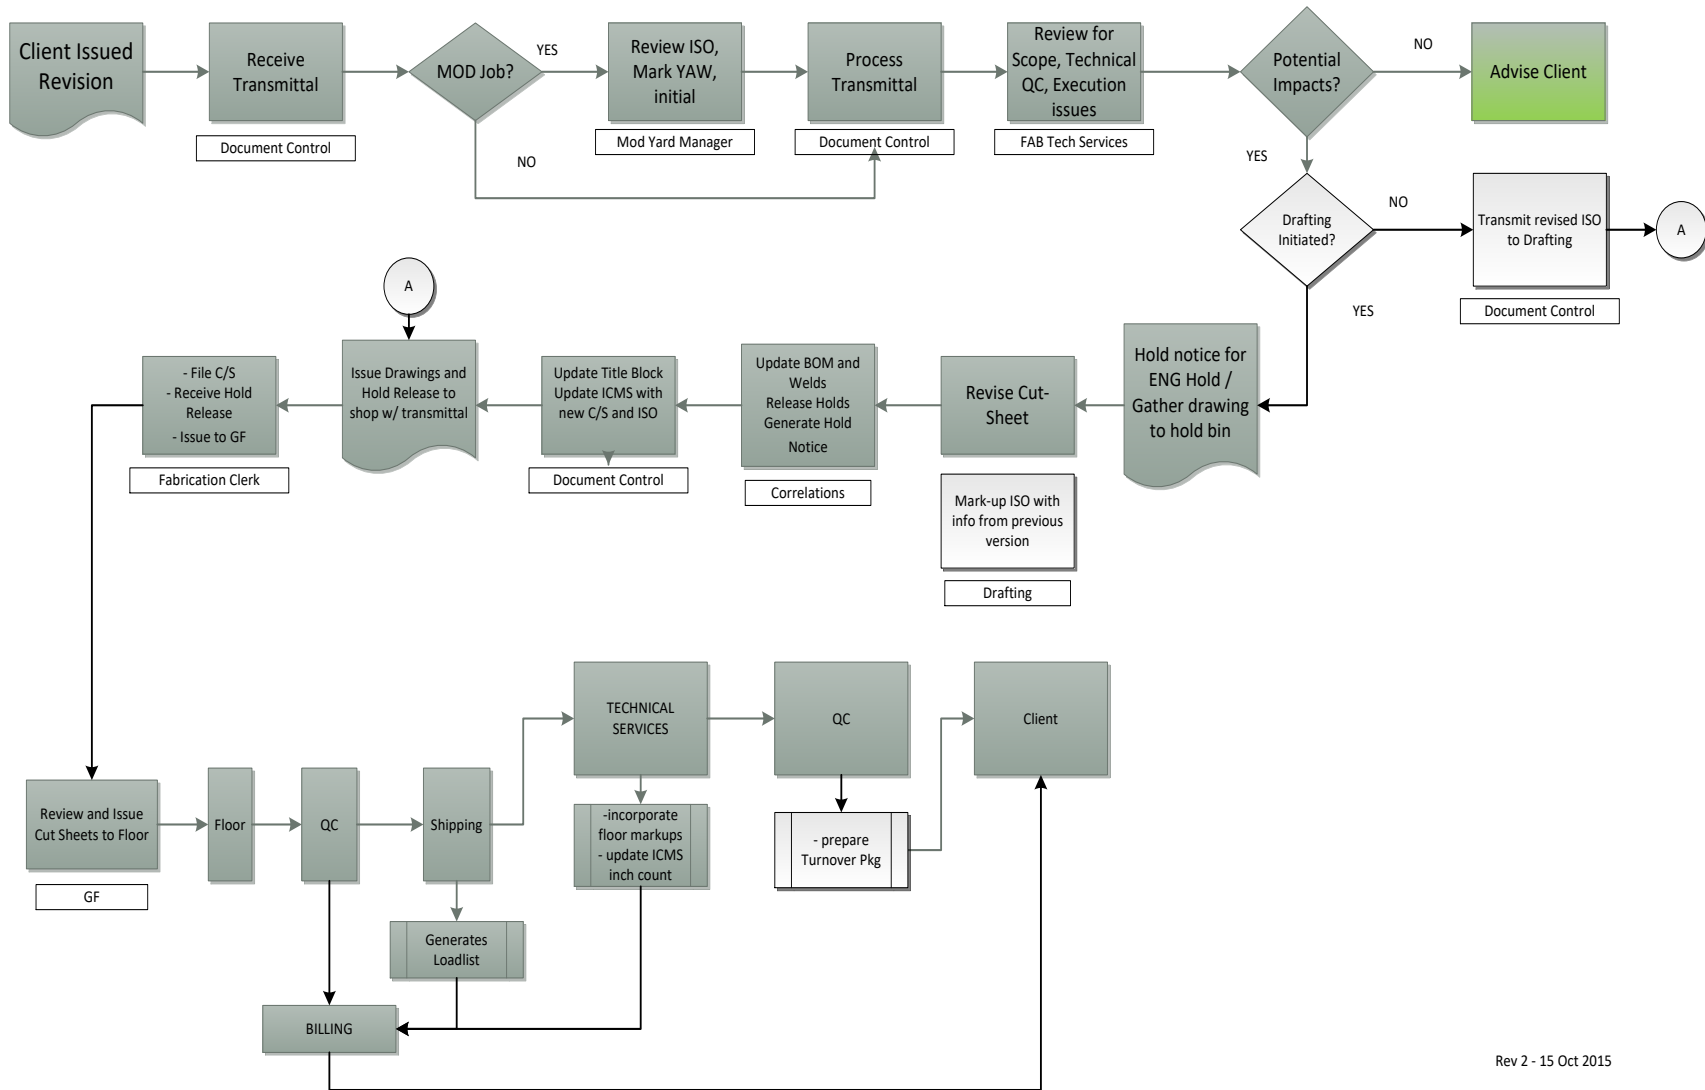 Client Issued
Revision
Receive
Transmittal
Document Control
MOD Job?
YES
NO
Review ISO,
Mark YAW,
initial
Mod Yard Manager
Process
Transmittal
Document Control
Review for
Scope, Technical
QC, Execution
issues
FAB Tech Services
Potential
Impacts?
NO
Advise Client
YES
Drafting
Initiated?
NO
Transmit revised ISO
to Drafting
Document Control
A
YES
A
Hold notice for
ENG Hold /
Gather drawing
to hold bin
Revise Cut-
Sheet
Mark-up ISO with
info from previous
version
Drafting
Update BOM and
Welds
Release Holds
Generate Hold
Notice
Correlations
Update Title Block
Update ICMS with
new C/S and ISO
Document Control
Issue Drawings and
Hold Release to
shop w/ transmittal
- File C/S
- Receive Hold
Release
- Issue to GF
Fabrication Clerk
Review and Issue
Cut Sheets to Floor
GF
Floor
QC
Shipping
Generates
Loadlist
TECHNICAL
SERVICES
-incorporate
floor markups
- update ICMS
inch count
QC
- prepare
Turnover Pkg
Client
BILLING
Rev 2 - 15 Oct 2015